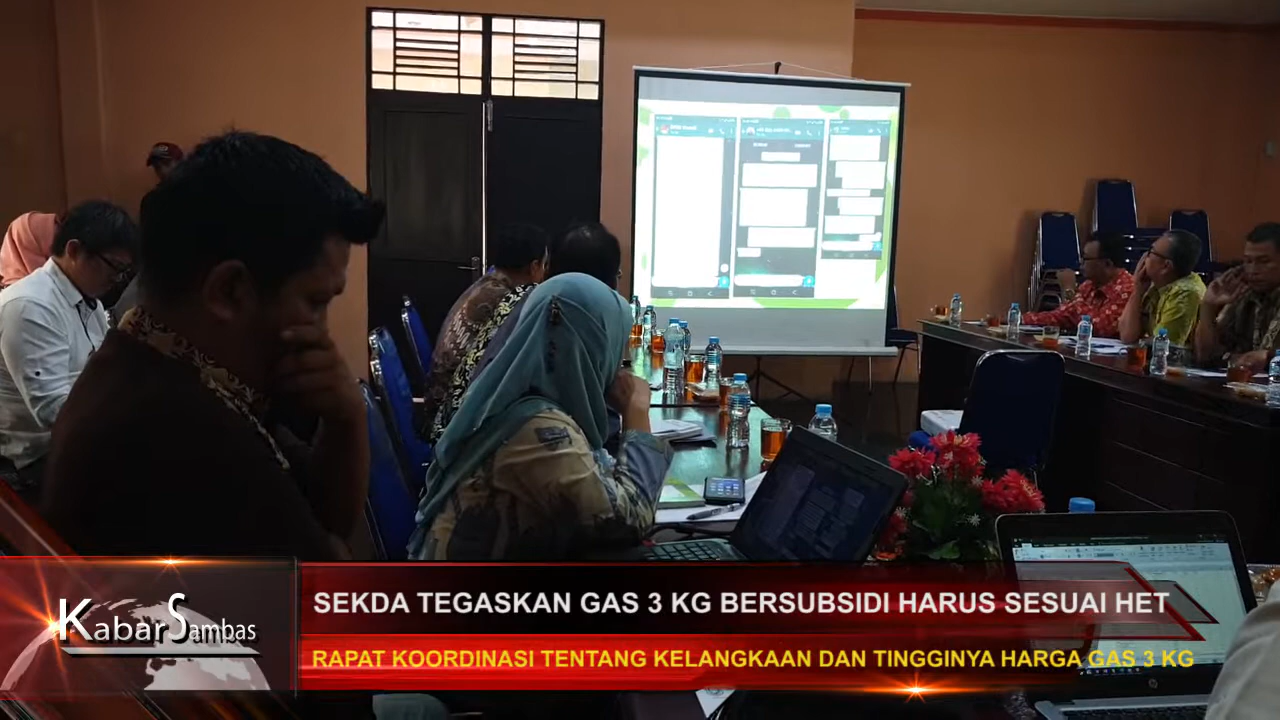 SEKDA TEGASKAN GAS 3 KG BERSUBSIDI HARUS SESUAI HET
KabarSambas
RAPAT KOORDINASI TENTANG KELANGKAAN DAN TINGGINYA HARGA GAS 3 KG